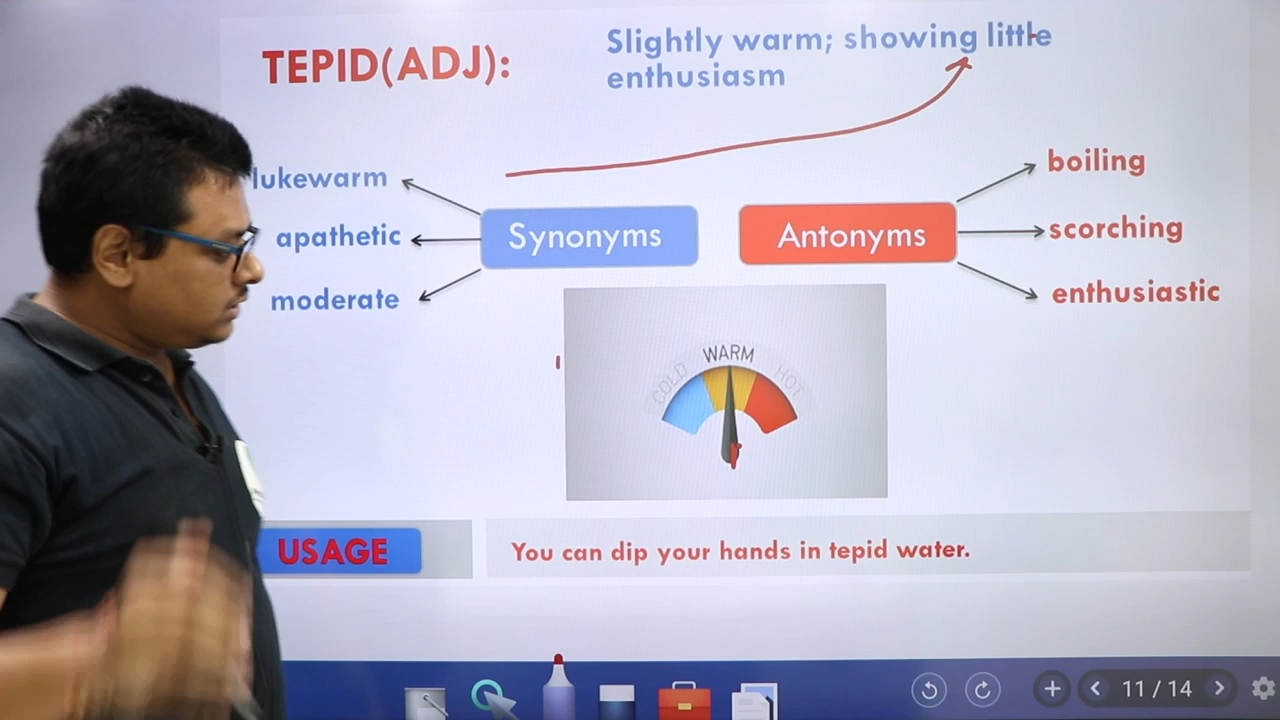 TEPID(ADJ):
Slightly warm; showing little
enthusiasm
lukewarm
apathetic
moderate
Synonyms
Antonyms
boiling
scorching
enthusiastic
COLD
WARM
HOT
USAGE
You can dip your hands in tepid water.
11 / 14